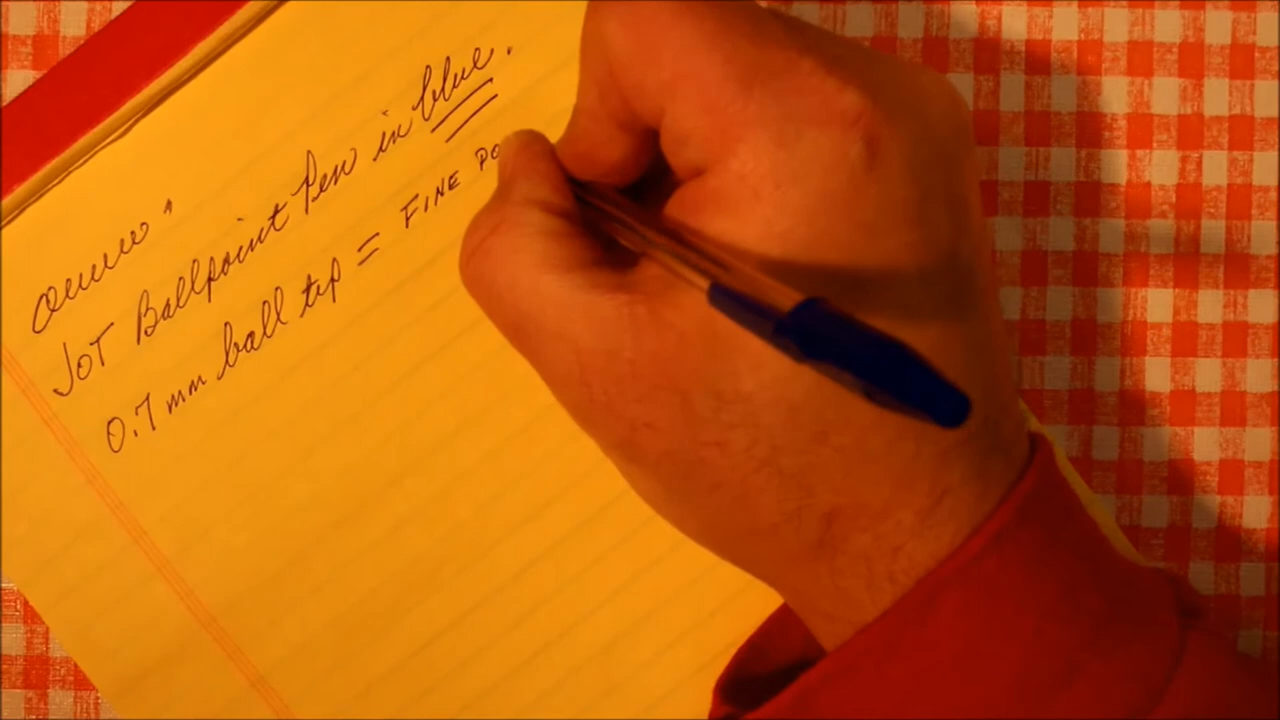 JOT Ballpoint Pen in blue.
0.7 mm ball tip = FINE PO